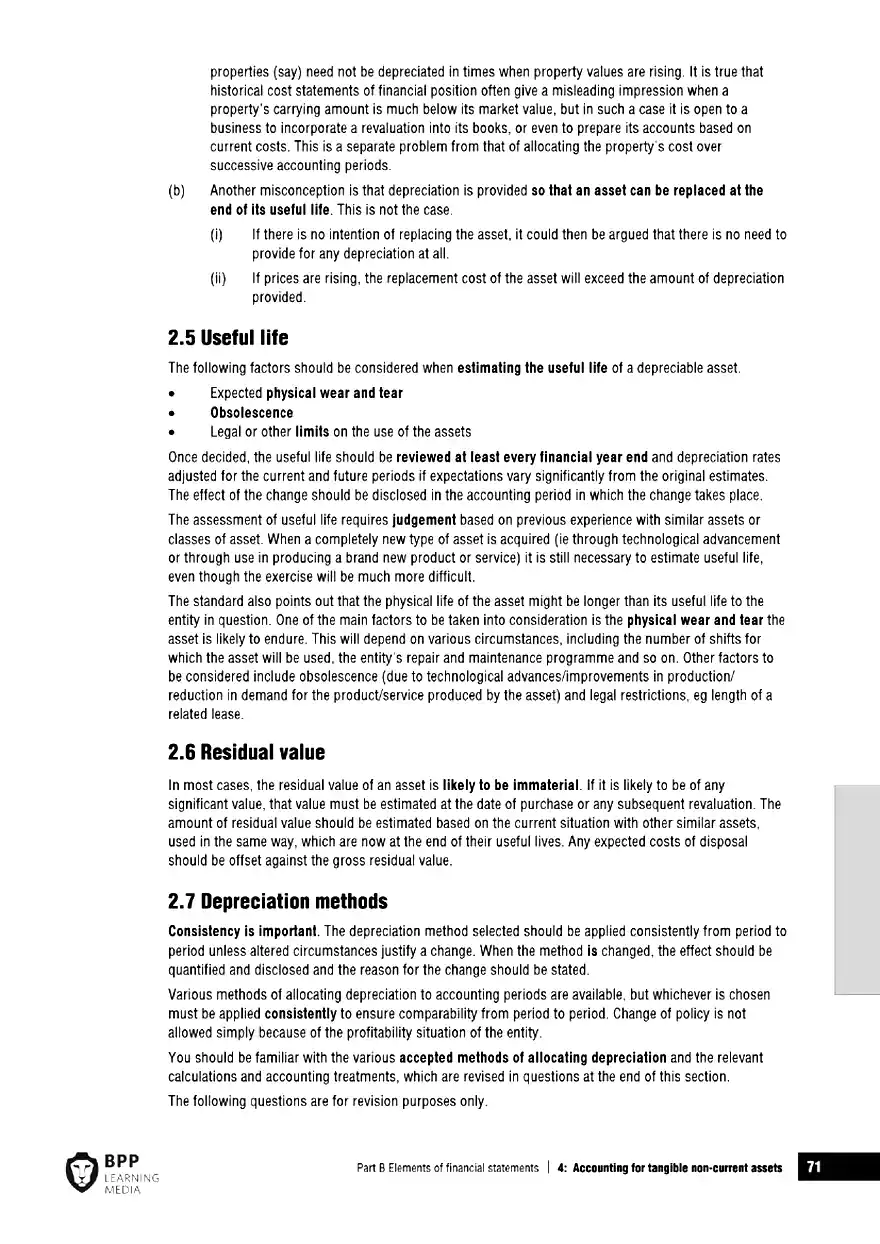 properties (say) need not be depreciated in times when property values are rising. It is true that
historical cost statements of financial position often give a misleading impression when a
property's carrying amount is much below its market value, but in such a case it is open to a
business to incorporate a revaluation into its books, or even to prepare its accounts based on
current costs. This is a separate problem from that of allocating the property's cost over
successive accounting periods.
(b) Another misconception is that depreciation is provided so that an asset can be replaced at the
end of its useful life. This is not the case.
(i) If there is no intention of replacing the asset, it could then be argued that there is no need to
provide for any depreciation at all.
(ii) If prices are rising, the replacement cost of the asset will exceed the amount of depreciation
provided.
2.5 Useful life
The following factors should be considered when estimating the useful life of a depreciable asset.
• Expected physical wear and tear
• Obsolescence
• Legal or other limits on the use of the assets
Once decided, the useful life should be reviewed at least every financial year end and depreciation rates
adjusted for the current and future periods if expectations vary significantly from the original estimates.
The effect of the change should be disclosed in the accounting period in which the change takes place.
The assessment of useful life requires judgement based on previous experience with similar assets or
classes of asset. When a completely new type of asset is acquired (ie through technological advancement
or through use in producing a brand new product or service) it is still necessary to estimate useful life,
even though the exercise will be much more difficult.
The standard also points out that the physical life of the asset might be longer than its useful life to the
entity in question. One of the main factors to be taken into consideration is the physical wear and tear the
asset is likely to endure. This will depend on various circumstances, including the number of shifts for
which the asset will be used, the entity's repair and maintenance programme and so on. Other factors to
be considered include obsolescence (due to technological advances/improvements in production/
reduction in demand for the product/service produced by the asset) and legal restrictions, eg length of a
related lease.
2.6 Residual value
In most cases, the residual value of an asset is likely to be immaterial. If it is likely to be of any
significant value, that value must be estimated at the date of purchase or any subsequent revaluation. The
amount of residual value should be estimated based on the current situation with other similar assets,
used in the same way, which are now at the end of their useful lives. Any expected costs of disposal
should be offset against the gross residual value.
2.7 Depreciation methods
Consistency is important. The depreciation method selected should be applied consistently from period to
period unless altered circumstances justify a change. When the method is changed, the effect should be
quantified and disclosed and the reason for the change should be stated.
Various methods of allocating depreciation to accounting periods are available, but whichever is chosen
must be applied consistently to ensure comparability from period to period. Change of policy is not
allowed simply because of the profitability situation of the entity.
You should be familiar with the various accepted methods of allocating depreciation and the relevant
calculations and accounting treatments, which are revised in questions at the end of this section.
The following questions are for revision purposes only.
BPP
LEARNING
MEDIA
Part B Elements of financial statements | 4: Accounting for tangible non-current assets 71